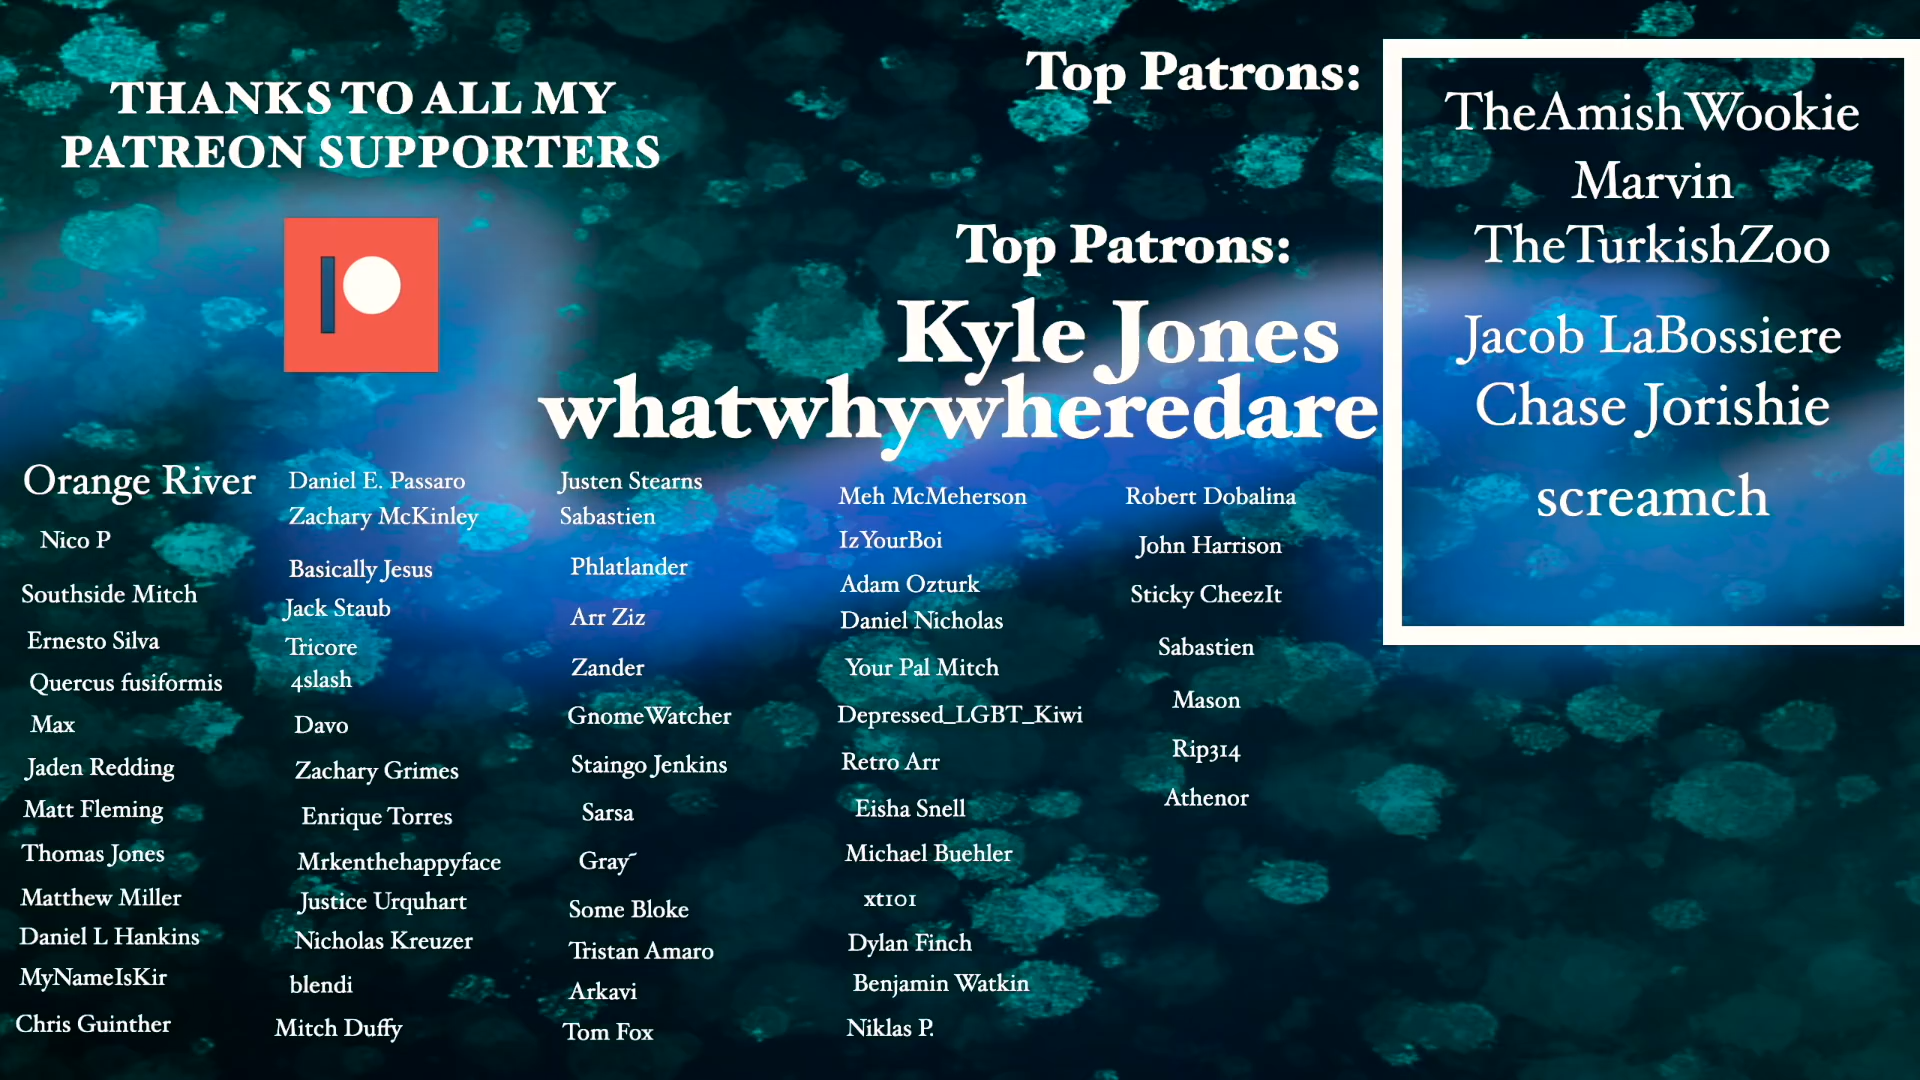 THANKS TO ALL MY
PATREON SUPPORTERS
Top Patrons:
TheAmishWookie
Marvin
TheTurkishZoo
Jacob LaBossiere
Chase Jorishie
screamch
Top Patrons:
Kyle Jones
whatwhywheredare
Orange River
Nico P
Southside Mitch
Ernesto Silva
Quercus fusiformis
Max
Jaden Redding
Matt Fleming
Thomas Jones
Matthew Miller
Daniel L Hankins
MyNameIsKir
Chris Guinther
Daniel E. Passaro
Zachary McKinley
Basically Jesus
Jack Staub
Tricore
4slash
Davo
Zachary Grimes
Enrique Torres
Mrkenthehappyface
Justice Urquhart
Nicholas Kreuzer
blendi
Mitch Duffy
Justen Stearns
Sabastien
Phlatlander
Arr Ziz
Zander
GnomeWatcher
Staingo Jenkins
Sarsa
Gray˜
Some Bloke
Tristan Amaro
Arkavi
Tom Fox
Meh McMeherson
IzYourBoi
Adam Ozturk
Daniel Nicholas
Your Pal Mitch
Depressed_LGBT_Kiwi
Retro Arr
Eisha Snell
Michael Buehler
xt101
Dylan Finch
Benjamin Watkin
Niklas P.
Robert Dobalina
John Harrison
Sticky CheezIt
Sabastien
Mason
Rip314
Athenor